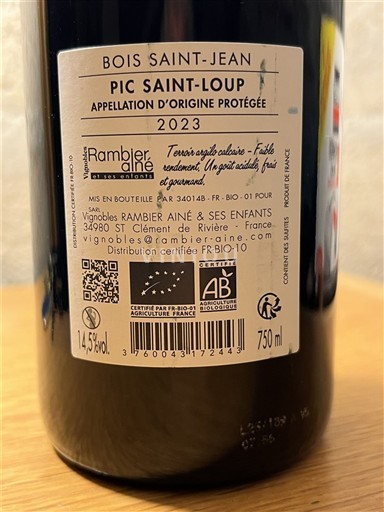 BOIS SAINT-JEAN
PIC SAINT-LOUP
APPELLATION D'ORIGINE PROTÉGÉE
2023
Vignobles
Rambier
aîné
et ses enfants
Terroir argilo calcaire - Faible
rendement, Un goût acidulé, frais
et gourmand.
MIS EN BOUTEILLE PAR 34014B - FR - BIO - 01 POUR
SARL
Vignobles RAMBIER AINÉ & SES ENFANTS
34980 ST Clément de Rivière - France
vignobles@rambier-aine.com
Distribution certifiée FR-BIO-10
DISTRIBUTION CERTIFIÉE FR-BIO-10
CERTIFIÉ PAR FR-BIO-01
AGRICULTURE FRANCE
CERTIFIÉ
AB
AGRICULTURE
BIOLOGIQUE
CONTIENT DES SULFITES
PRODUIT DE FRANCE
14,5%vol.
3 760043 172443
750 ml